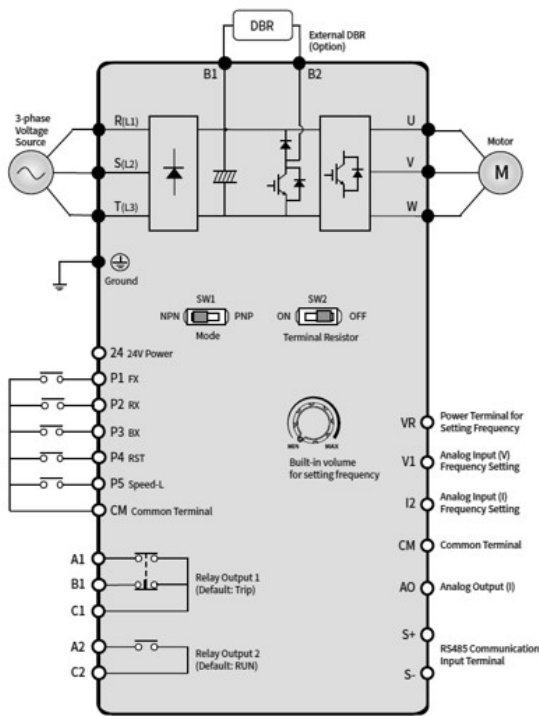 DBR
External DBR
(Option)
B1
B2
3-phase
Voltage
Source
R(L1)
S(L2)
T(L3)
U
V
W
Motor
M
Ground
SW1
NPN
PNP
Mode
SW2
ON
OFF
Terminal Resistor
24 24V Power
P1 FX
P2 RX
P3 BX
P4 RST
P5 Speed-L
CM Common Terminal
MIN
MAX
Built-in volume
for setting frequency
VR
Power Terminal for
Setting Frequency
V1
Analog Input (V)
Frequency Setting
I2
Analog Input (I)
Frequency Setting
CM
Common Terminal
AO
Analog Output (I)
S+
S-
RS485 Communication
Input Terminal
A1
B1
C1
Relay Output 1
(Default: Trip)
A2
C2
Relay Output 2
(Default: RUN)